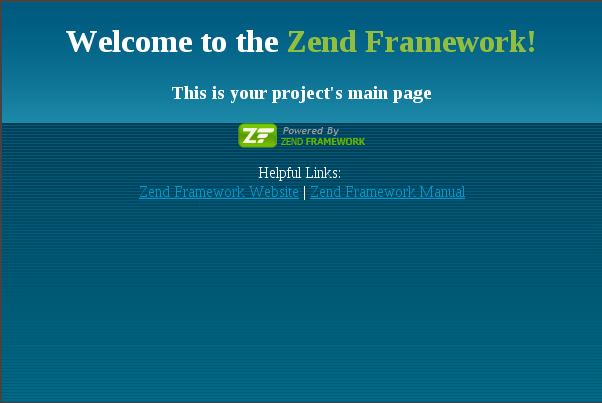 Welcome to the Zend Framework!
This is your project's main page
ZF Powered By
ZEND FRAMEWORK
Helpful Links:
Zend Framework Website | Zend Framework Manual